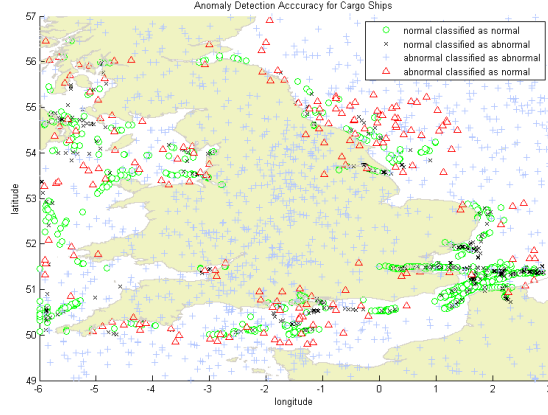 Anomaly Detection Acccuracy for Cargo Ships
normal classified as normal
normal classified as abnormal
abnormal classified as abnormal
abnormal classified as normal
57
56
55
54
53
52
51
50
49
latitude
-6
-5
-4
-3
-2
-1
0
1
2
3
longitude